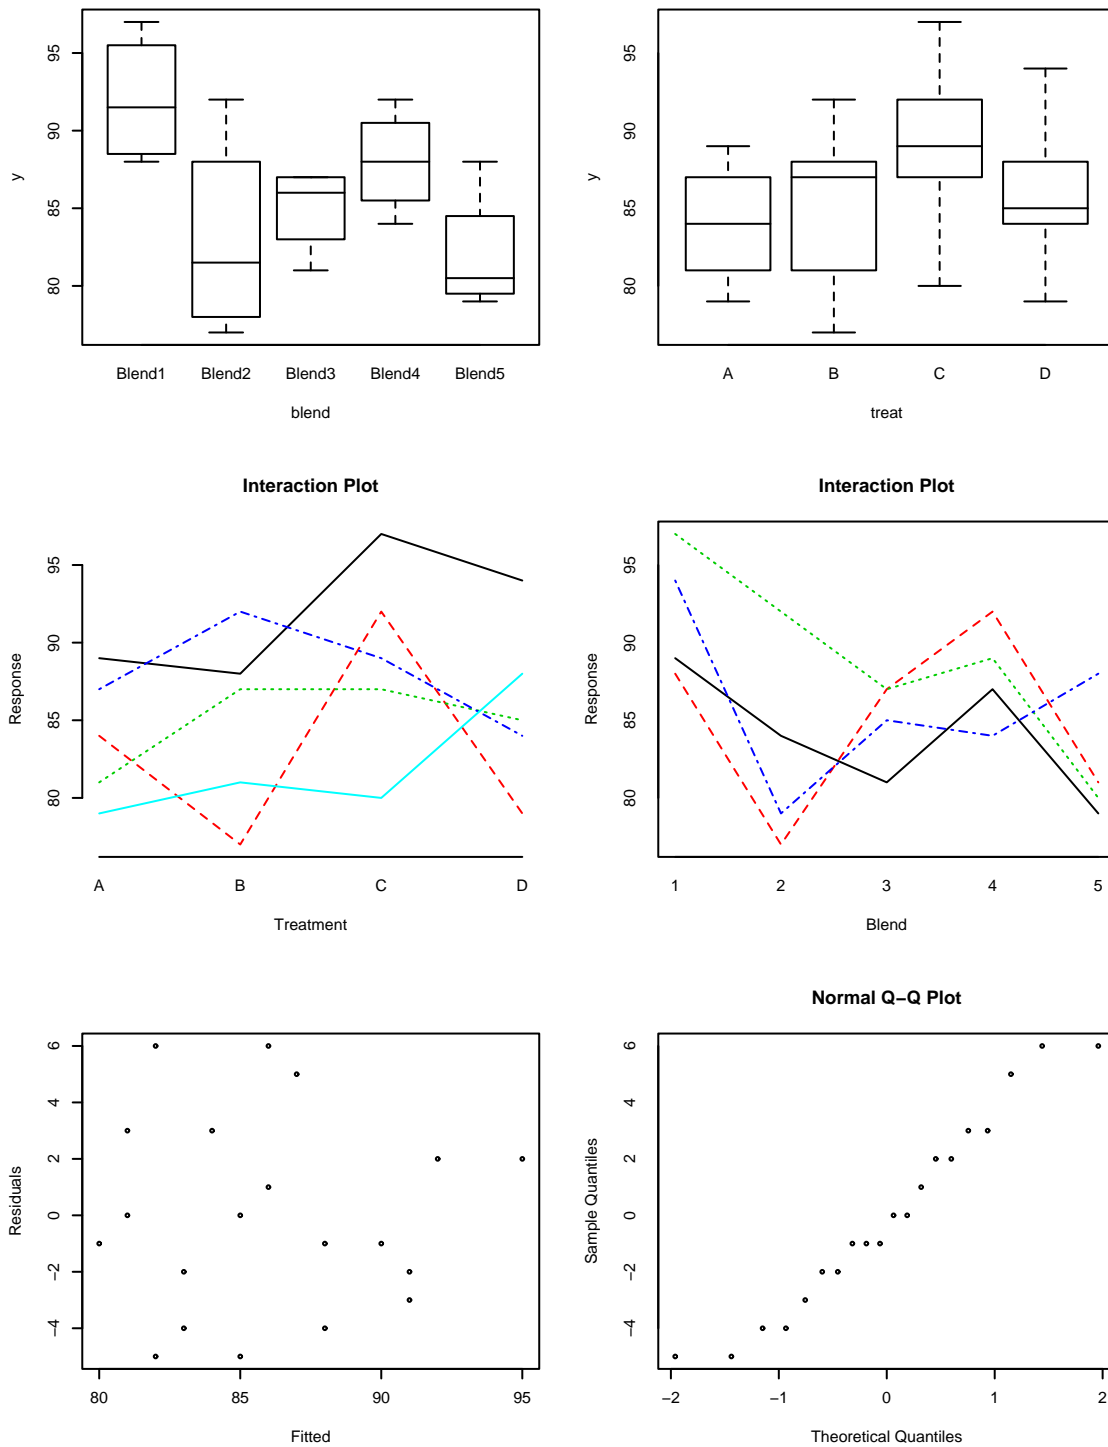 95
90
85
80
y
Blend1 Blend2 Blend3 Blend4 Blend5
blend
95
90
85
80
y
A B C D
treat
Interaction Plot
95
90
85
80
Response
A B C D
Treatment
Interaction Plot
95
90
85
80
Response
1 2 3 4 5
Blend
6
4
2
0
−2
−4
Residuals
80 85 90 95
Fitted
Normal Q−Q Plot
6
4
2
0
−2
−4
Sample Quantiles
−2 −1 0 1 2
Theoretical Quantiles